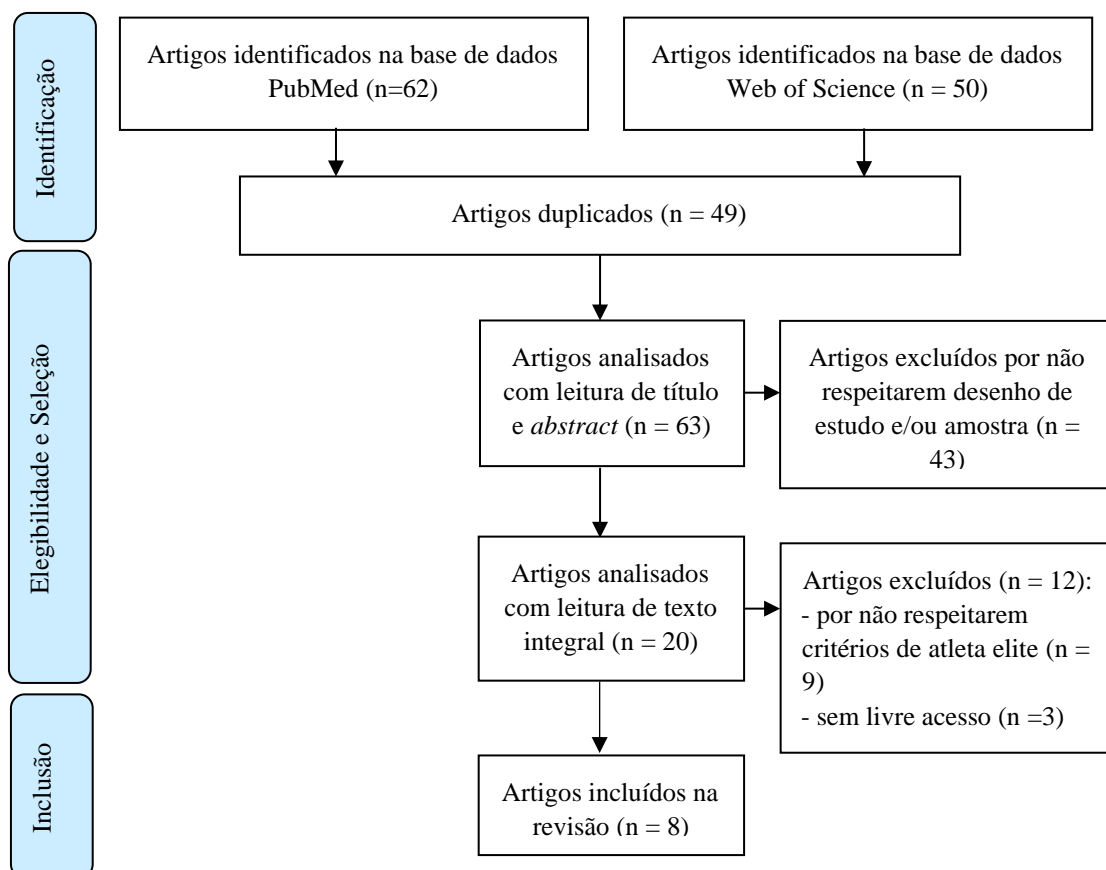 Identificação
Artigos identificados na base de dados
PubMed (n=62)
Artigos identificados na base de dados
Web of Science (n = 50)
Artigos duplicados (n = 49)
Elegibilidade e Seleção
Artigos analisados
com leitura de título
e abstract (n = 63)
Artigos excluídos por não
respeitarem desenho de
estudo e/ou amostra (n =
43)
Artigos analisados
com leitura de texto
integral (n = 20)
Artigos excluídos (n = 12):
- por não respeitarem
critérios de atleta elite (n =
9)
- sem livre acesso (n =3)
Inclusão
Artigos incluídos na
revisão (n = 8)